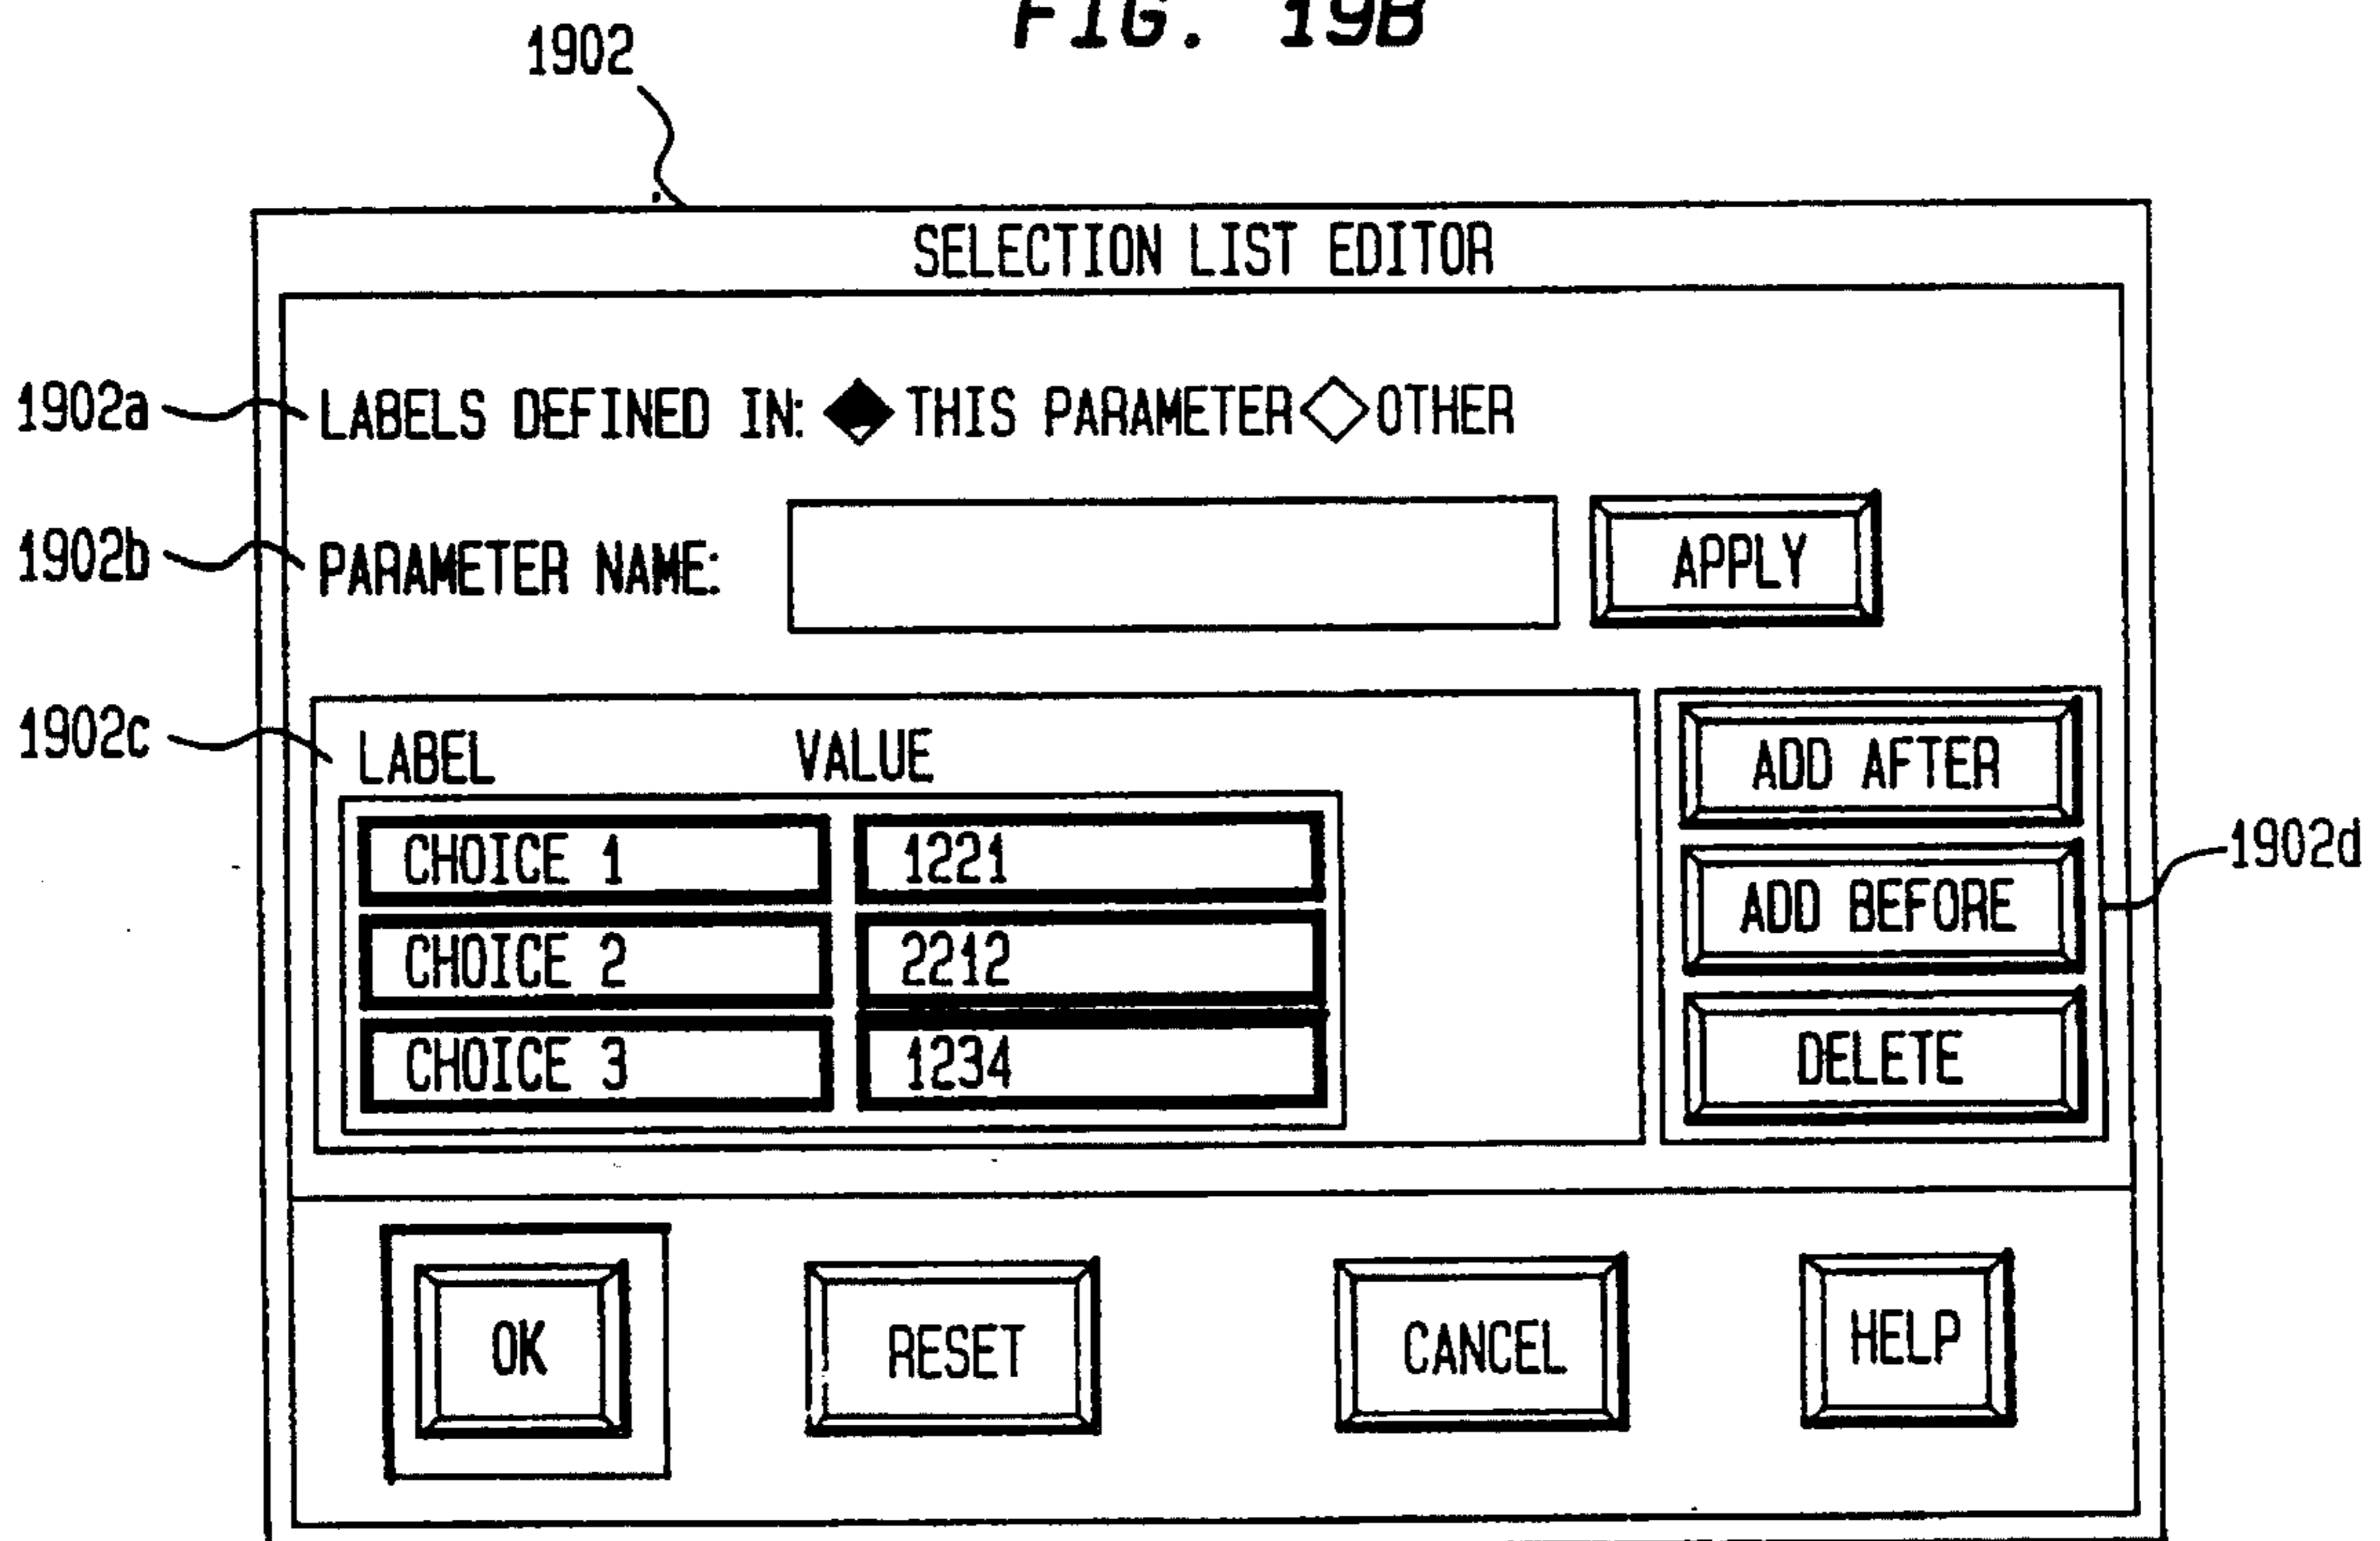 FIG. 19B
1902
SELECTION LIST EDITOR
1902a LABELS DEFINED IN: THIS PARAMETER OTHER
1902b PARAMETER NAME: APPLY
1902c LABEL VALUE
ADD AFTER
CHOICE 1 1221
1902d
ADD BEFORE
CHOICE 2 2212
CHOICE 3 1234
DELETE
OK RESET CANCEL HELP